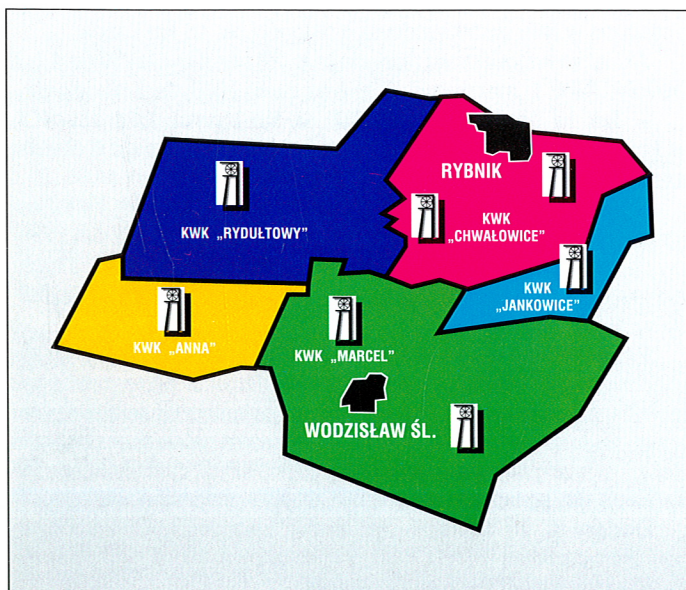 RYBNIK
KWK „RYDUŁTOWY”
KWK
„CHWAŁOWICE”
KWK
„JANKOWICE”
KWK „ANNA”
KWK „MARCEL”
WODZISŁAW ŚL.